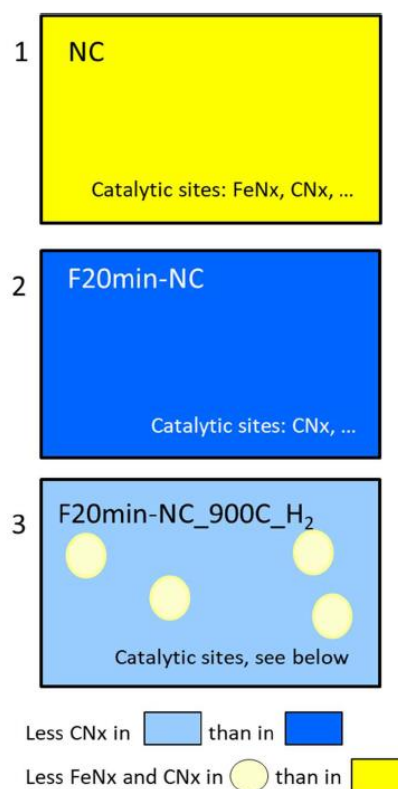 1
NC
Catalytic sites: FeNx, CNx, ...
2
F20min-NC
Catalytic sites: CNx, ...
3
F20min-NC_900C_H₂
Catalytic sites, see below
Less CNx in than in
Less FeNx and CNx in than in